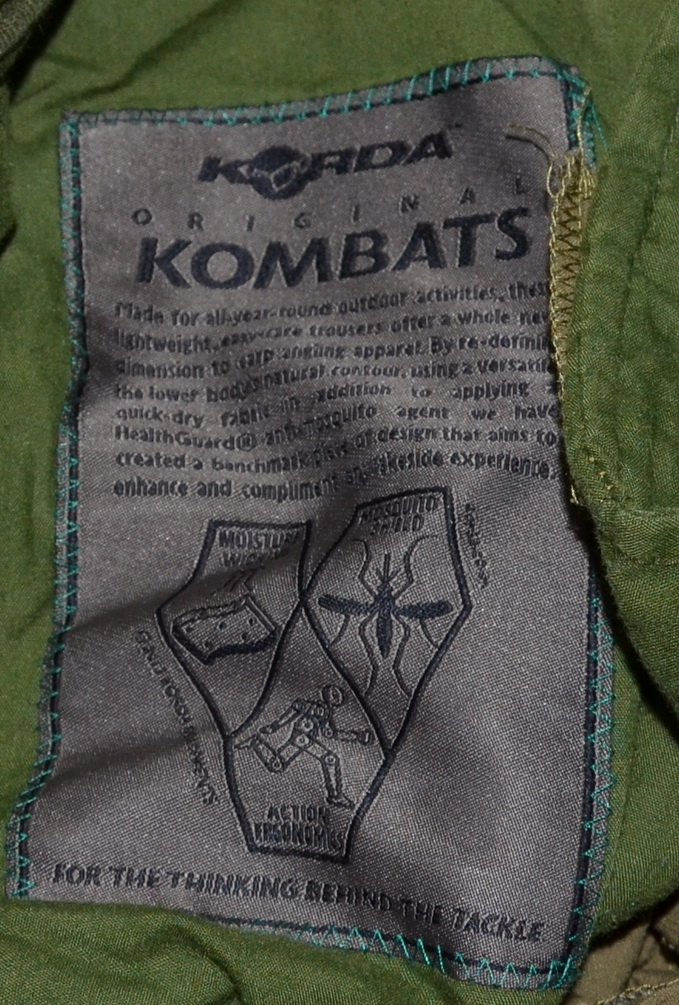 KORDA
ORIGINAL
KOMBATS
Made for all-year-round outdoor activities, these
lightweight, easy-care trousers offer a whole new
dimension to carp angling apparel. By re-defining
the lower body's natural contour, using a versatile
quick-dry fabric in addition to applying a
HealthGuard® anti-mosquito agent we have
created a benchmark piece of design that aims to
enhance and compliment lakeside experience.
MOISTURE
MOSQUITO
SHIELD
ACTION
ERGONOMICS
FOR THE THINKING BEHIND THE TACKLE